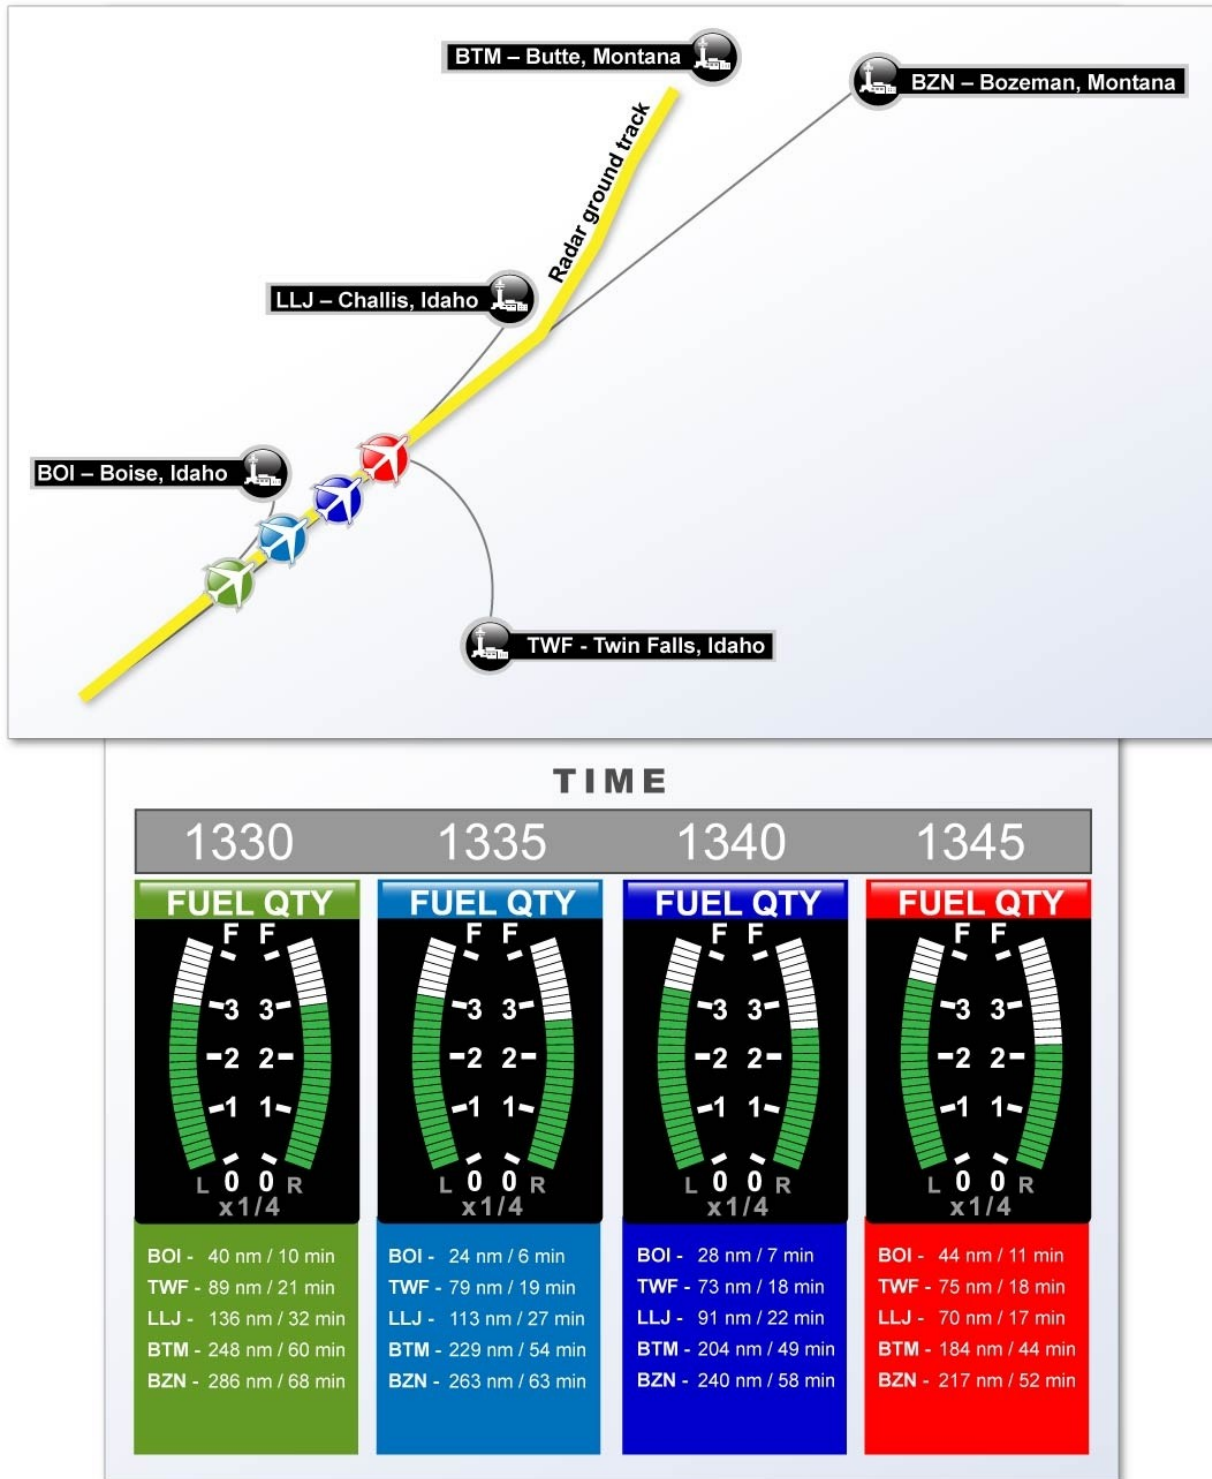 BTM – Butte, Montana
BZN – Bozeman, Montana
Radar ground track
LLJ – Challis, Idaho
BOI – Boise, Idaho
TWF - Twin Falls, Idaho
TIME
1330 1335 1340 1345
FUEL QTY FUEL QTY FUEL QTY FUEL QTY
F F F F F F F F
3 3 3 3 3 3 3 3
2 2 2 2 2 2 2 2
1 1 1 1 1 1 1 1
L 0 0 R L 0 0 R L 0 0 R L 0 0 R
x1/4 x1/4 x1/4 x1/4
BOI - 40 nm / 10 min BOI - 24 nm / 6 min BOI - 28 nm / 7 min BOI - 44 nm / 11 min
TWF - 89 nm / 21 min TWF - 79 nm / 19 min TWF - 73 nm / 18 min TWF - 75 nm / 18 min
LLJ - 136 nm / 32 min LLJ - 113 nm / 27 min LLJ - 91 nm / 22 min LLJ - 70 nm / 17 min
BTM - 248 nm / 60 min BTM - 229 nm / 54 min BTM - 204 nm / 49 min BTM - 184 nm / 44 min
BZN - 286 nm / 68 min BZN - 263 nm / 63 min BZN - 240 nm / 58 min BZN - 217 nm / 52 min